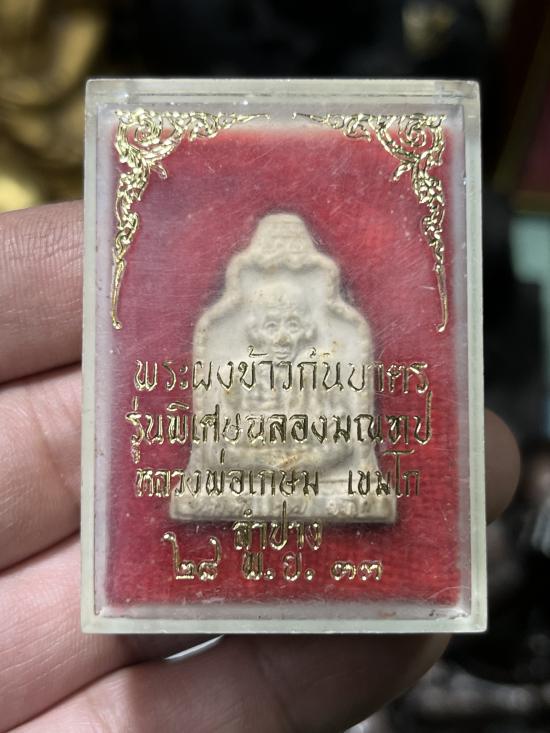 พระผงข้าวก้นบาตร
รุ่นพิเศษฉลองมณฑป
หลวงพ่อเกษม เขมโก
ลำปาง
๒๘ พ.ย. ๓๓